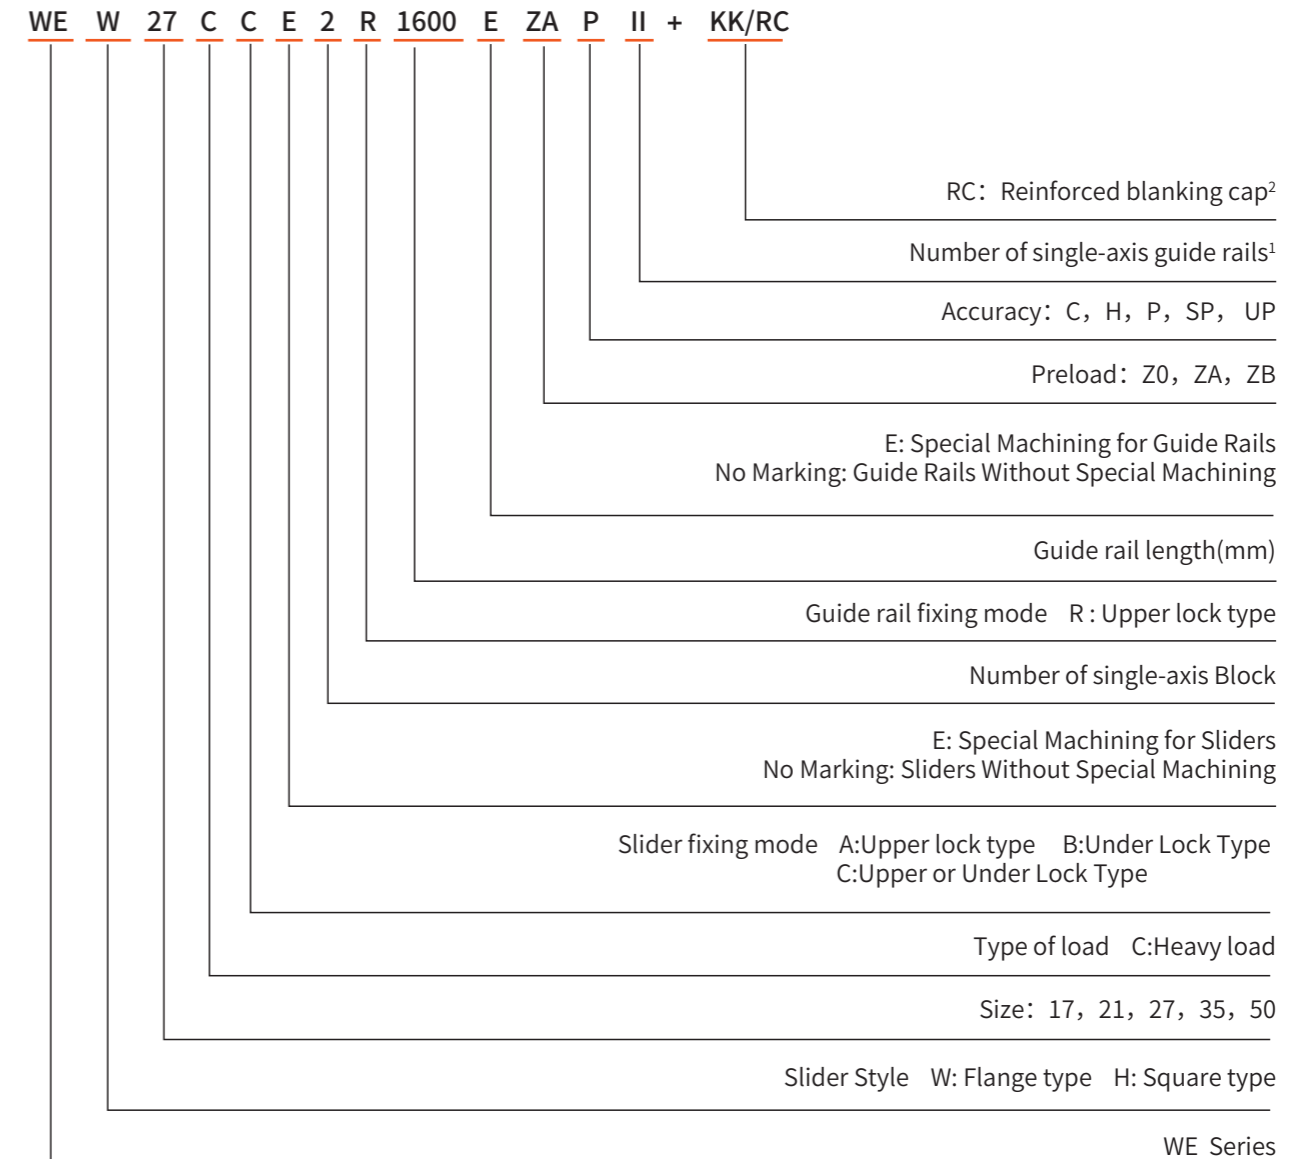 WE W 27 C C E 2 R 1600 E ZA P II + KK/RC
RC：Reinforced blanking cap²
Number of single-axis guide rails¹
Accuracy：C，H，P，SP， UP
Preload：Z0，ZA，ZB
E: Special Machining for Guide Rails
No Marking: Guide Rails Without Special Machining
Guide rail length(mm)
Guide rail fixing mode R : Upper lock type
Number of single-axis Block
E: Special Machining for Sliders
No Marking: Sliders Without Special Machining
Slider fixing mode A:Upper lock type B:Under Lock Type
C:Upper or Under Lock Type
Type of load C:Heavy load
Size：17，21，27，35，50
Slider Style W: Flange type H: Square type
WE Series